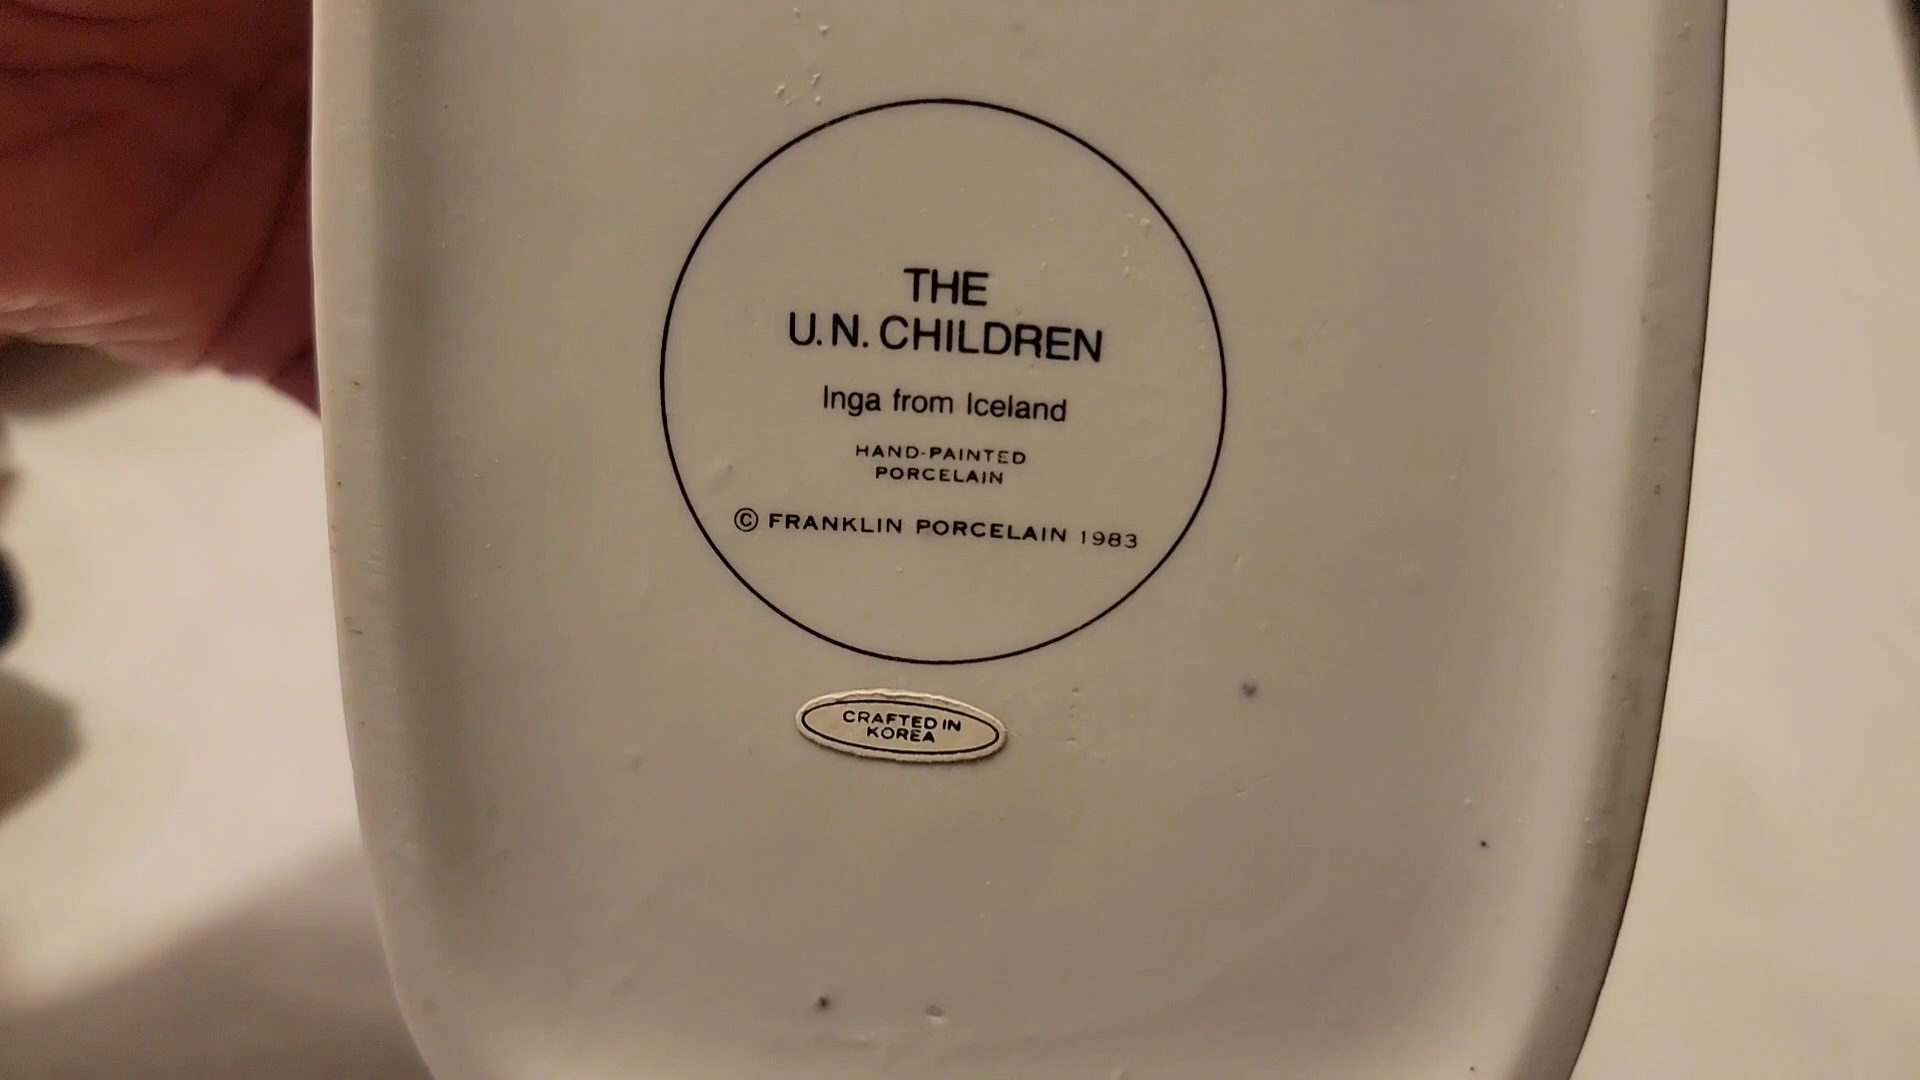 THE
U.N. CHILDREN
Inga from Iceland
HAND-PAINTED
PORCELAIN
© FRANKLIN PORCELAIN 1983
CRAFTED IN
KOREA